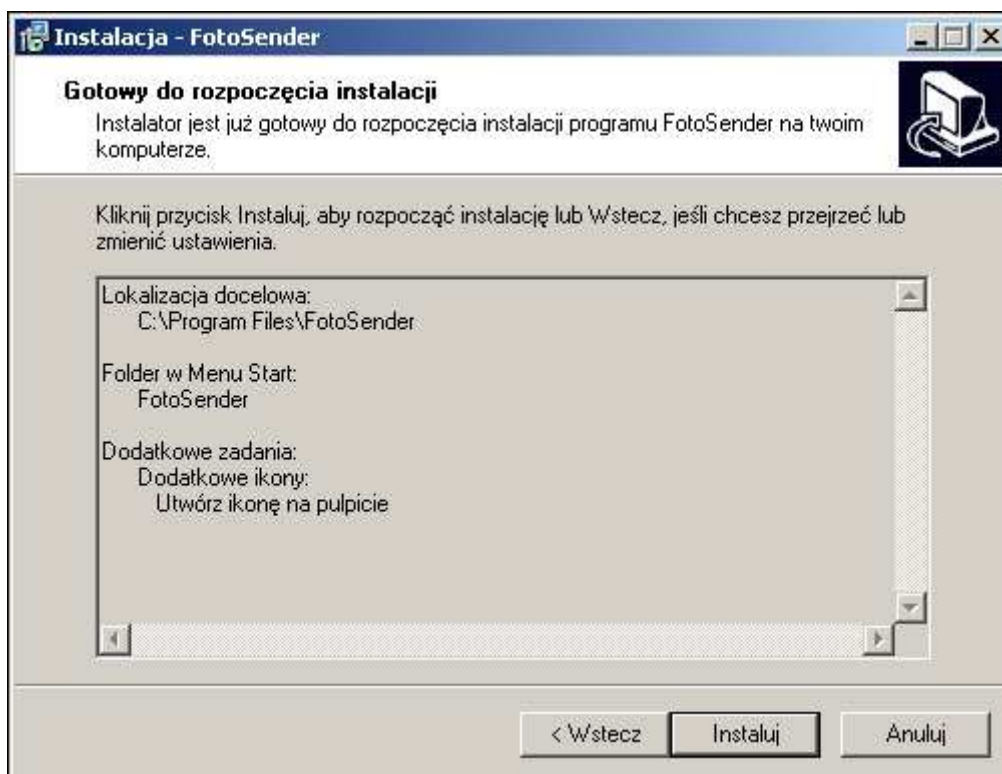 Instalacja - FotoSender
Gotowy do rozpoczęcia instalacji
Instalator jest już gotowy do rozpoczęcia instalacji programu FotoSender na twoim
komputerze.
Kliknij przycisk Instaluj, aby rozpocząć instalację lub Wstecz, jeśli chcesz przejrzeć lub
zmienić ustawienia.
Lokalizacja docelowa:
C:\Program Files\FotoSender
Folder w Menu Start:
FotoSender
Dodatkowe zadania:
Dodatkowe ikony:
Utwórz ikonę na pulpicie
< Wstecz
Instaluj
Anuluj